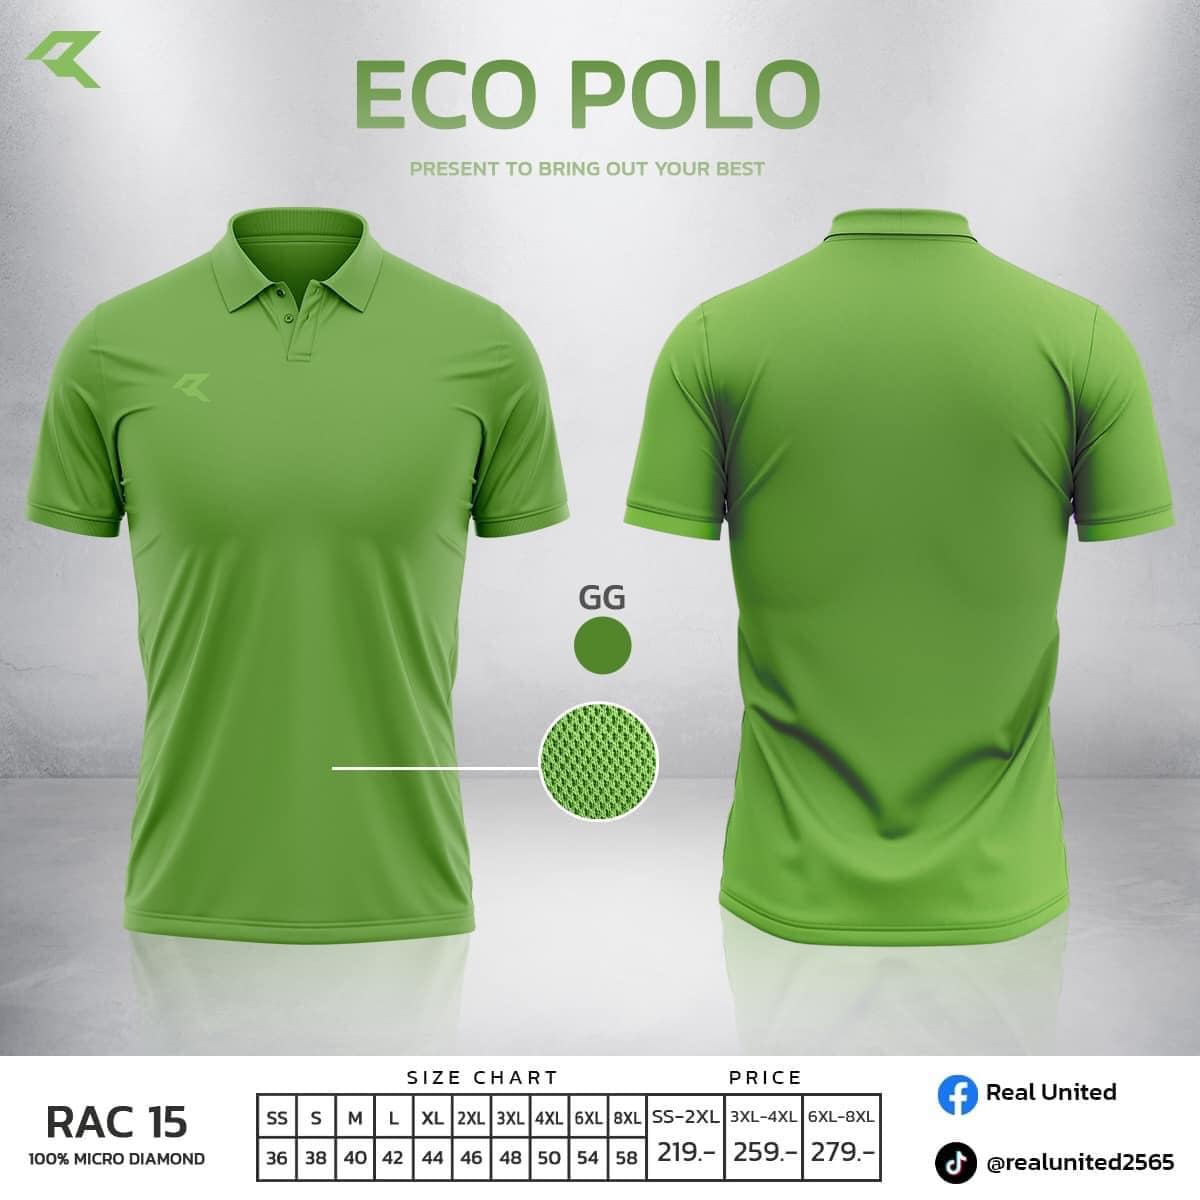 ECO POLO
PRESENT TO BRING OUT YOUR BEST
GG
RAC 15
100% MICRO DIAMOND
SIZE CHART
SS S M L XL 2XL 3XL 4XL 6XL 8XL
36 38 40 42 44 46 48 50 54 58
PRICE
SS-2XL 3XL-4XL 6XL-8XL
219.- 259.- 279.-
Real United
@realunited2565